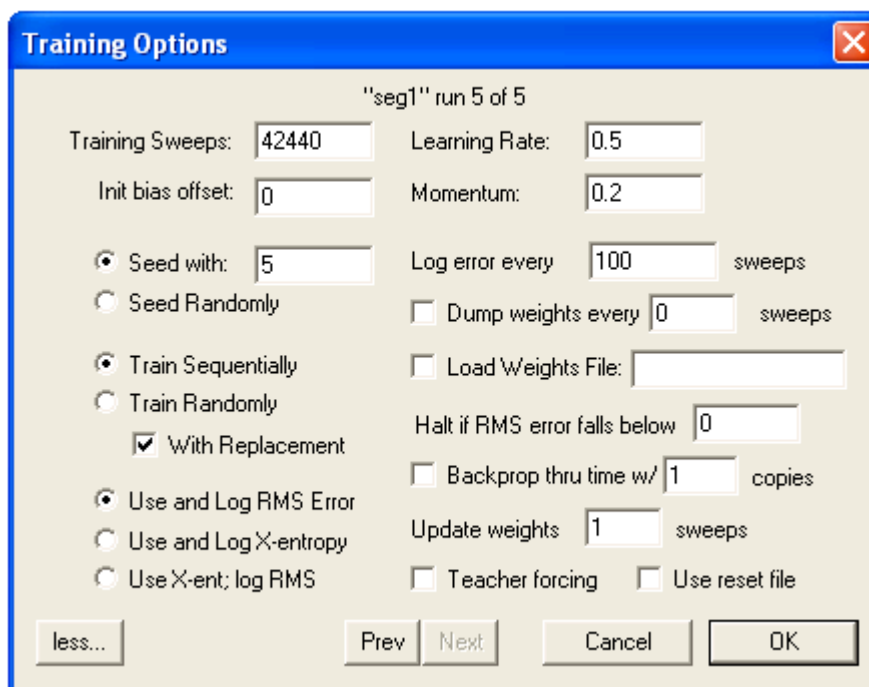 Training Options
"seg1" run 5 of 5
Training Sweeps: 42440 Learning Rate: 0.5
Init bias offset: 0 Momentum: 0.2
Seed with: 5 Log error every 100 sweeps
Seed Randomly Dump weights every 0 sweeps
Train Sequentially Load Weights File:
Train Randomly
With Replacement Halt if RMS error falls below 0
Use and Log RMS Error Backprop thru time w/ 1 copies
Use and Log X-entropy Update weights 1 sweeps
Use X-ent; log RMS Teacher forcing Use reset file
less... Prev Next Cancel OK